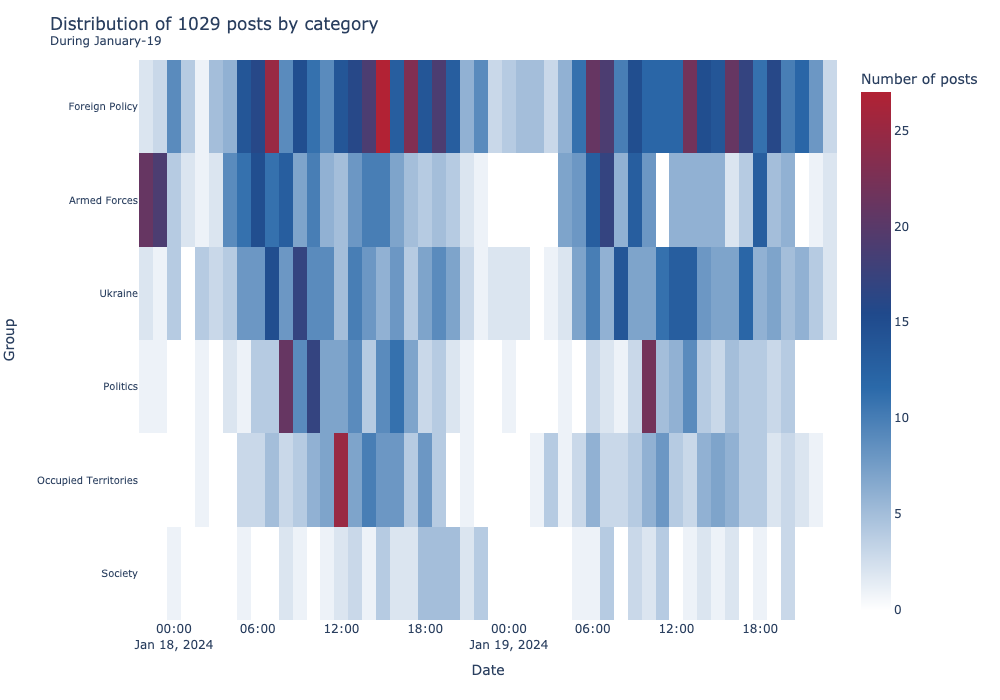 Distribution of 1029 posts by category
During January-19
Number of posts
Foreign Policy
Armed Forces
Ukraine
Politics
Occupied Territories
Society
Group
25
20
15
10
5
0
00:00
Jan 18, 2024
06:00
12:00
18:00
00:00
Jan 19, 2024
06:00
12:00
18:00
Date